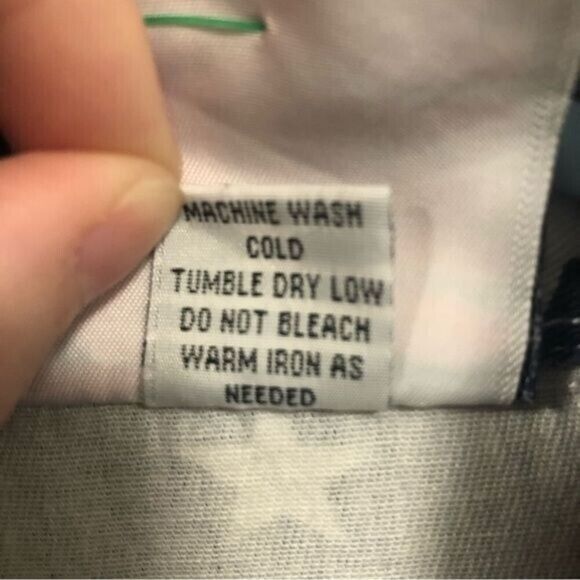 MACHINE WASH
COLD
TUMBLE DRY LOW
DO NOT BLEACH
WARM IRON AS
NEEDED